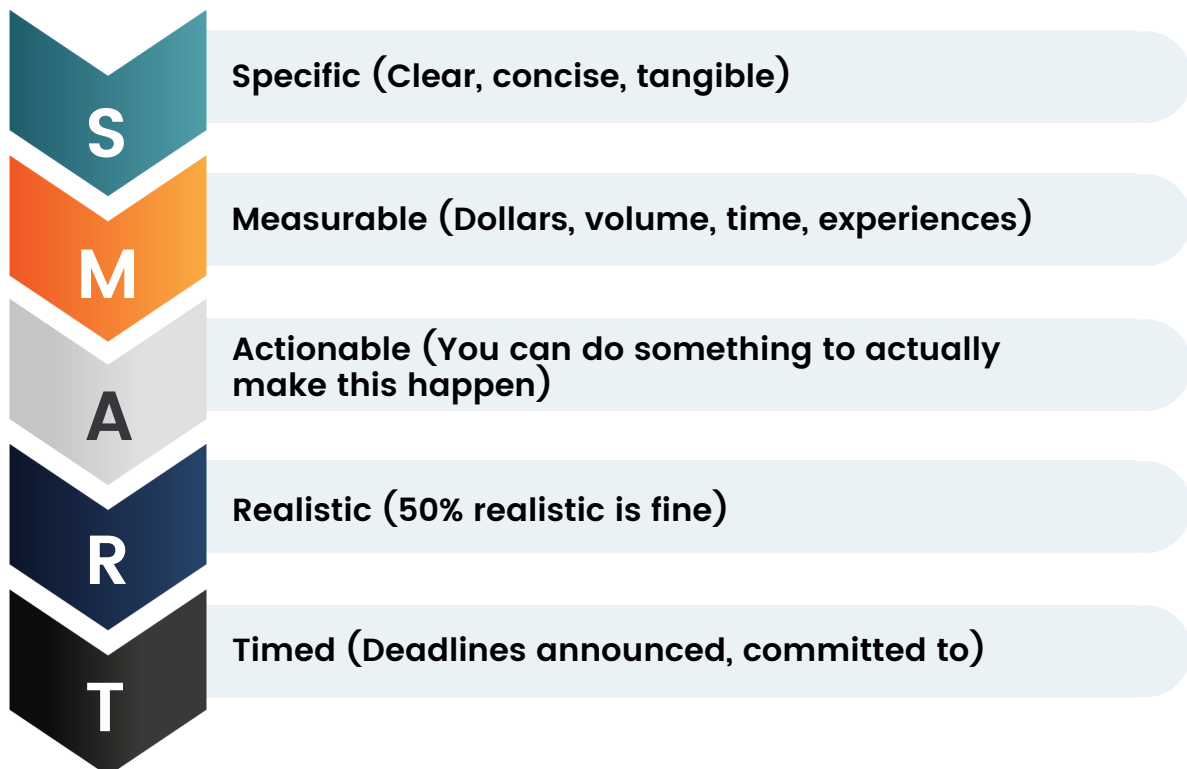 S
Specific (Clear, concise, tangible)
M
Measurable (Dollars, volume, time, experiences)
A
Actionable (You can do something to actually
make this happen)
R
Realistic (50% realistic is fine)
T
Timed (Deadlines announced, committed to)